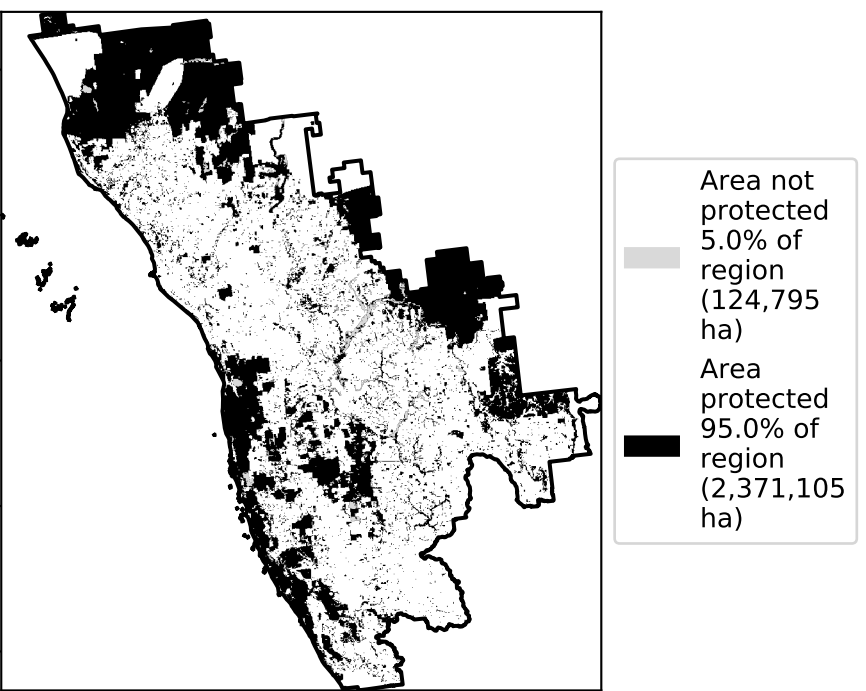 Area not
protected
5.0% of
region
(124,795
ha)
Area
protected
95.0% of
region
(2,371,105
ha)